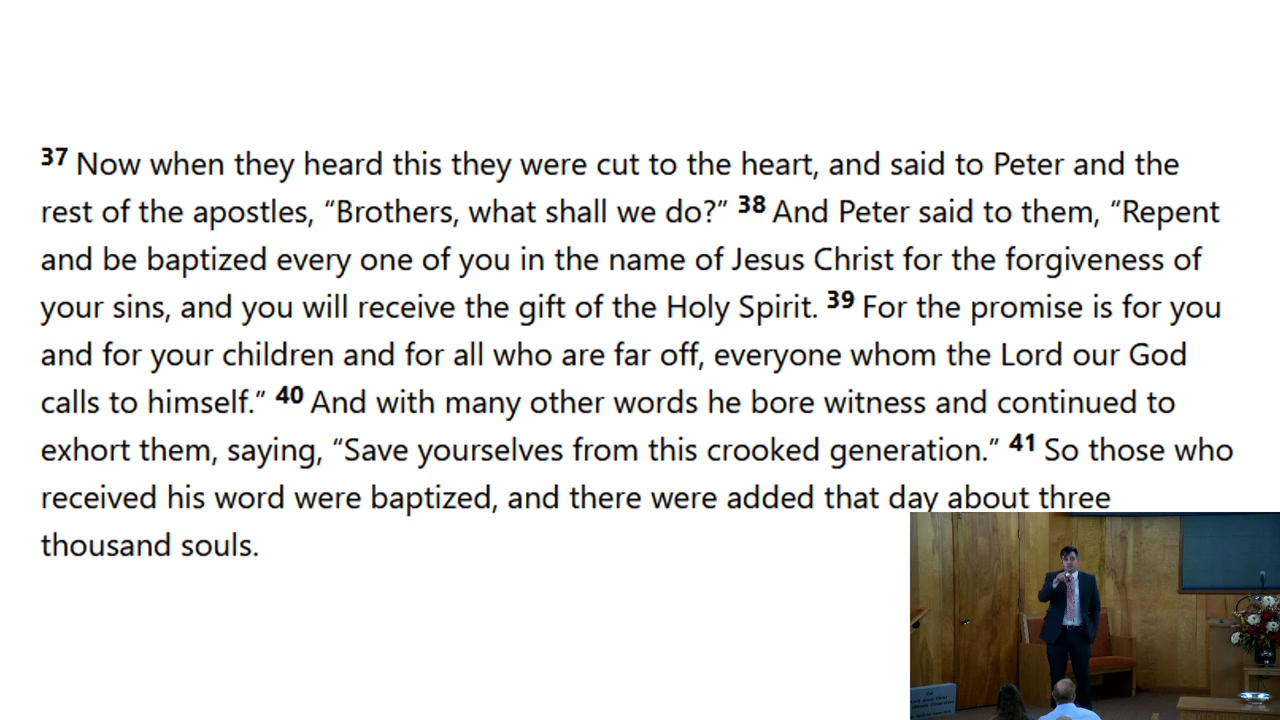 37 Now when they heard this they were cut to the heart, and said to Peter and the
rest of the apostles, “Brothers, what shall we do?” 38 And Peter said to them, “Repent
and be baptized every one of you in the name of Jesus Christ for the forgiveness of
your sins, and you will receive the gift of the Holy Spirit. 39 For the promise is for you
and for your children and for all who are far off, everyone whom the Lord our God
calls to himself.” 40 And with many other words he bore witness and continued to
exhort them, saying, “Save yourselves from this crooked generation.” 41 So those who
received his word were baptized, and there were added that day about three
thousand souls.